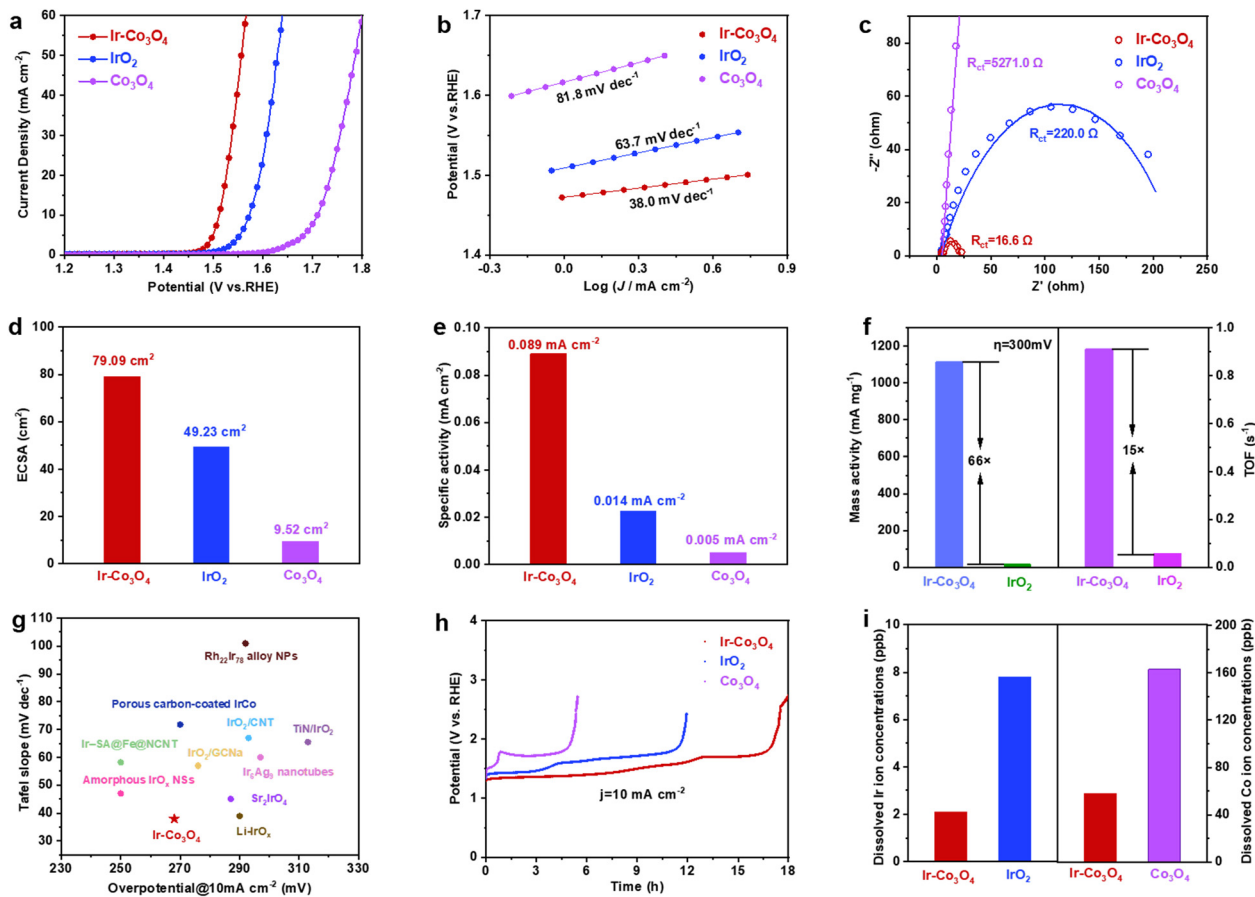 a
Ir-Co₃O₄
IrO₂
Co₃O₄
Current Density (mA cm⁻²)
60
50
40
30
20
10
0
1.2
1.3
1.4
1.5
1.6
1.7
1.8
Potential (V vs.RHE)
b
Ir-Co₃O₄
IrO₂
Co₃O₄
81.8 mV dec⁻¹
63.7 mV dec⁻¹
38.0 mV dec⁻¹
Potential (V vs.RHE)
1.7
1.6
1.5
1.4
-0.3
0.0
0.3
0.6
0.9
Log (J / mA cm⁻²)
c
Ir-Co₃O₄
IrO₂
Co₃O₄
Rct=5271.0 Ω
Rct=220.0 Ω
Rct=16.6 Ω
-Z'' (ohm)
80
60
40
20
0
0
50
100
150
200
250
Z' (ohm)
d
79.09 cm²
49.23 cm²
9.52 cm²
ECSA (cm²)
100
80
60
40
20
0
Ir-Co₃O₄
IrO₂
Co₃O₄
e
0.089 mA cm⁻²
0.014 mA cm⁻²
0.005 mA cm⁻²
Specific activity (mA cm⁻²)
0.10
0.08
0.06
0.04
0.02
0.00
Ir-Co₃O₄
IrO₂
Co₃O₄
f
η=300mV
66×
15×
Mass activity (mA mg⁻¹)
1200
1100
1000
900
800
700
600
500
400
300
200
100
0
Ir-Co₃O₄
IrO₂
Ir-Co₃O₄
IrO₂
1.0
0.8
0.6
0.4
0.2
0.0
TOF (s⁻¹)
g
Rh₂₂Ir₇₈ alloy NPs
Porous carbon-coated IrCo
IrO₂/CNT
TiN/IrO₂
Ir–SA@Fe@NCNT
IrO₂/GCNa
Amorphous IrOₓ NSs
Ir₆Ag₉ nanotubes
Sr₂IrO₄
Ir-Co₃O₄
Li-IrOₓ
Tafel slope (mV dec⁻¹)
110
100
90
80
70
60
50
40
30
230
250
270
290
310
330
Overpotential@10mA cm⁻² (mV)
h
Ir-Co₃O₄
IrO₂
Co₃O₄
j=10 mA cm⁻²
Potential (V vs. RHE)
4
3
2
1
0
0
3
6
9
12
15
18
Time (h)
i
Dissolved Ir ion concentrations (ppb)
10
8
6
4
2
0
Ir-Co₃O₄
IrO₂
Ir-Co₃O₄
Co₃O₄
200
160
120
80
40
0
Dissolved Co ion concentrations (ppb)